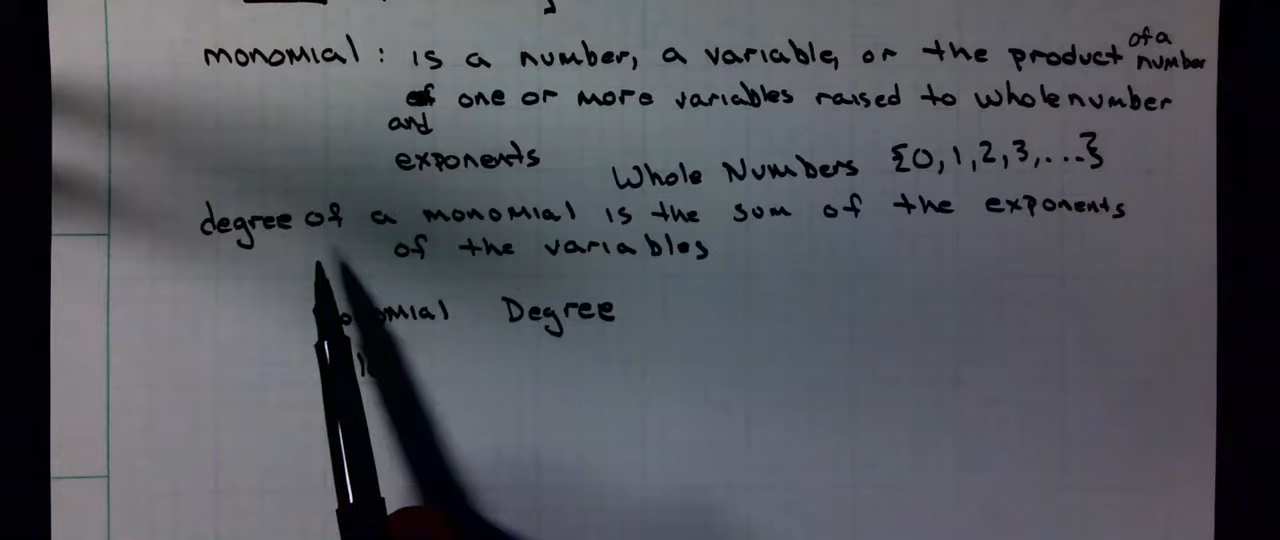 monomial: is a number, a variable, or the product of a number
one or more variables raised to whole number
and
exponents
Whole Numbers {0, 1, 2, 3, ...}
degree of a monomial is the sum of the exponents
of the variables
Degree